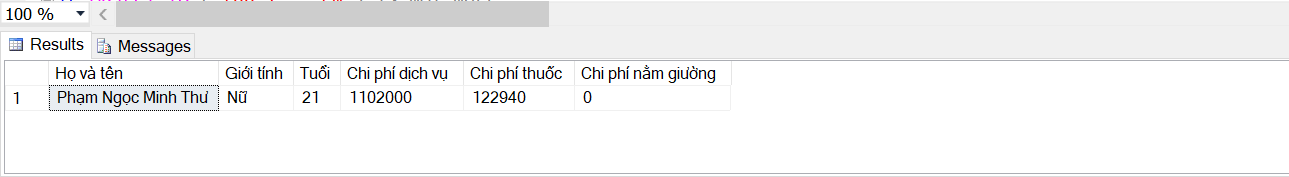 100 %
Results Messages
Họ và tên Giới tính Tuổi Chi phí dịch vụ Chi phí thuốc Chi phí nằm giường
1 Phạm Ngọc Minh Thư Nữ 21 1102000 122940 0